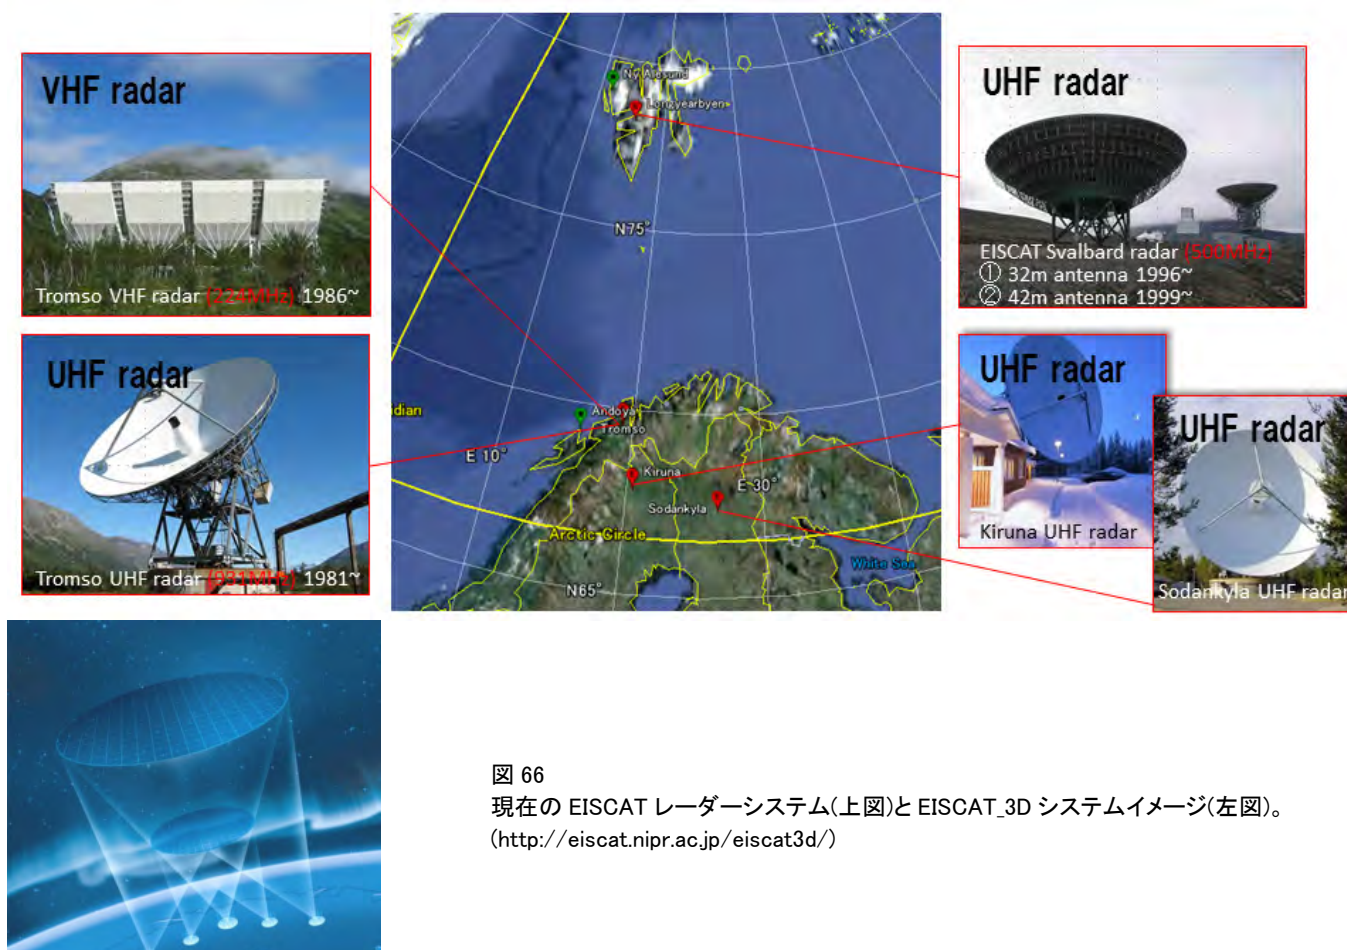 VHF radar
Tromso VHF radar (224MHz) 1986~
UHF radar
Tromso UHF radar (931MHz) 1981~
Ny Alesund
Longyearbyen
N75°
idian
Andoya
Tromso
E 10°
Kiruna
E 30°
Sodankyla
Arctic Circle
White Sea
N65°
UHF radar
EISCAT Svalbard radar (500MHz)
① 32m antenna 1996~
② 42m antenna 1999~
UHF radar
Kiruna UHF radar
UHF radar
Sodankyla UHF radar
図 66
現在の EISCAT レーダーシステム(上図)と EISCAT_3D システムイメージ(左図)。
(http://eiscat.nipr.ac.jp/eiscat3d/)